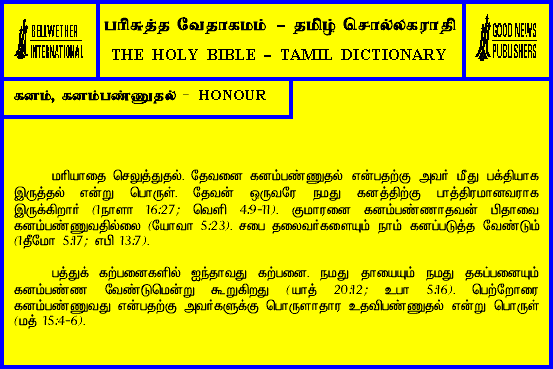 BELLWETHER
INTERNATIONAL
பரிசுத்த வேதாகமம் – தமிழ் சொல்லகராதி
THE HOLY BIBLE – TAMIL DICTIONARY
GOOD NEWS
PUBLISHERS
கனம், கனம்பண்ணுதல் – HONOUR
மரியாதை செலுத்துதல். தேவனை கனம்பண்ணுதல் என்பதற்கு அவர் மீது பக்தியாக
இருத்தல் என்று பொருள். தேவன் ஒருவரே நமது கனத்திற்கு பாத்திரமானவராக
இருக்கிறார் (1நாளா 16:27; வெளி 4:9-11). குமாரனை கனம்பண்ணாதவன் பிதாவை
கனம்பண்ணுவதில்லை (யோவா 5:23). சபை தலைவர்களையும் நாம் கனப்படுத்த வேண்டும்
(1தீமோ 5:17; எபி 13:7).
பத்துக் கற்பனைகளில் ஐந்தாவது கற்பனை. நமது தாயையும் நமது தகப்பனையும்
கனம்பண்ண வேண்டுமென்று கூறுகிறது (யாத் 20:12; உபா 5:16). பெற்றோரை
கனம்பண்ணுவது என்பதற்கு அவர்களுக்கு பொருளாதார உதவிபண்ணுதல் என்று பொருள்
(மத் 15:4-6).